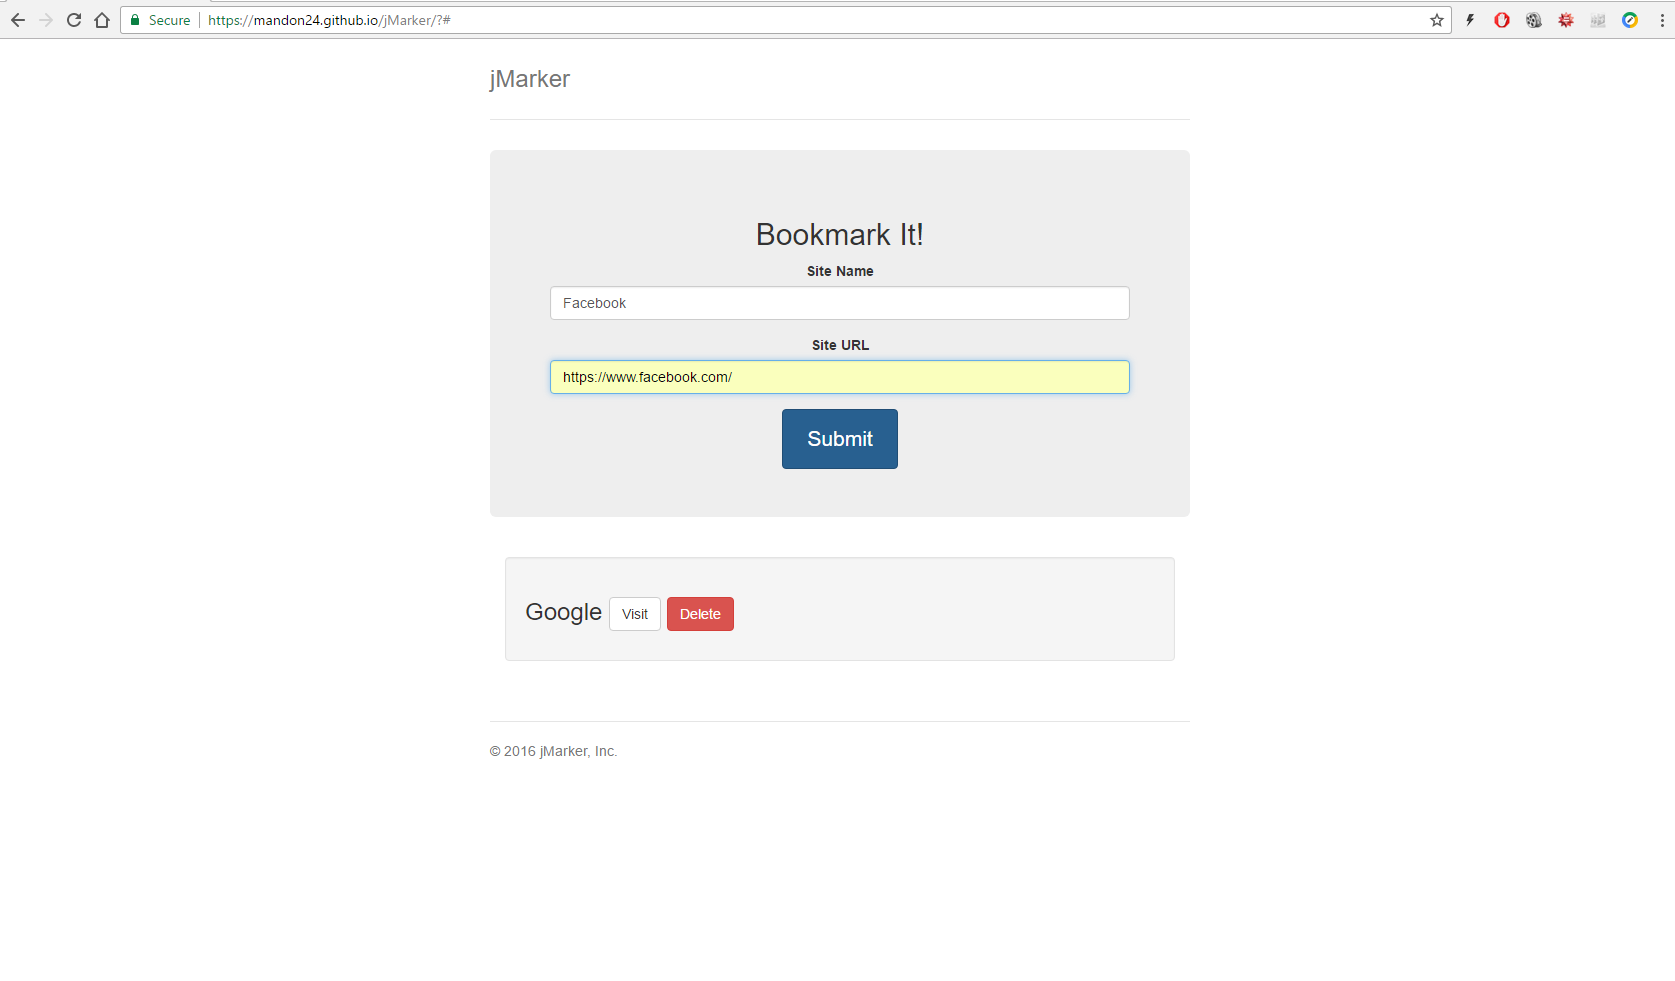 Secure https://mandon24.github.io/jMarker/?#
jMarker
Bookmark It!
Site Name
Facebook
Site URL
https://www.facebook.com/
Submit
Google Visit Delete
© 2016 jMarker, Inc.